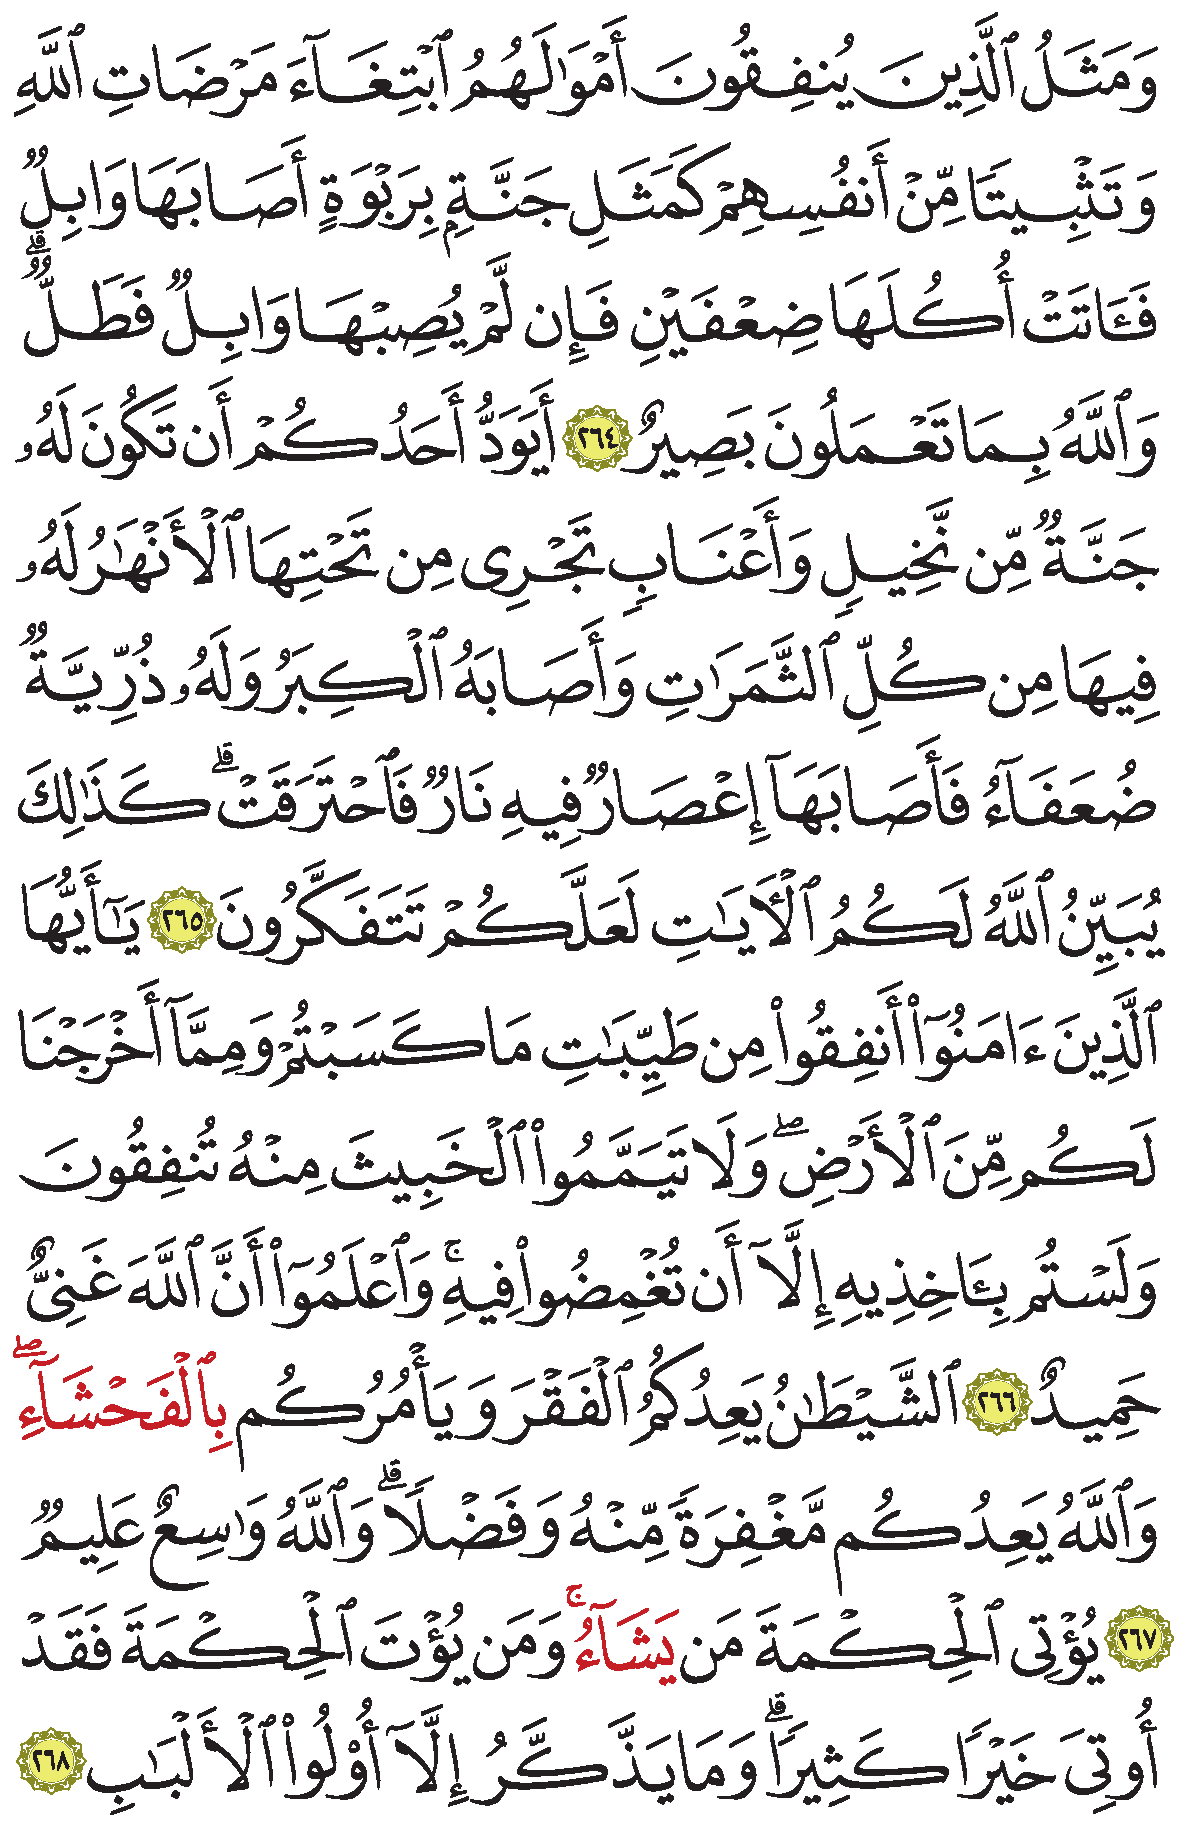 وَمَثَلُ ٱلَّذِينَ يُنفِقُونَ أَمْوَٰلَهُمُ ٱبْتِغَآءَ مَرْضَاتِ ٱللَّهِ
وَتَثْبِيتًا مِّنْ أَنفُسِهِمْ كَمَثَلِ جَنَّةِۭ بِرَبْوَةٍ أَصَابَهَا وَابِلٌ
فَـَٔاتَتْ أُكُلَهَا ضِعْفَيْنِ فَإِن لَّمْ يُصِبْهَا وَابِلٌ فَطَلٌّ ۗ
وَٱللَّهُ بِمَا تَعْمَلُونَ بَصِيرٌ ٢٦٤ أَيَوَدُّ أَحَدُكُمْ أَن تَكُونَ لَهُۥ
جَنَّةٌ مِّن نَّخِيلٍ وَأَعْنَابٍ تَجْرِى مِن تَحْتِهَا ٱلْأَنْهَٰرُ لَهُۥ
فِيهَا مِن كُلِّ ٱلثَّمَرَٰتِ وَأَصَابَهُ ٱلْكِبَرُ وَلَهُۥ ذُرِّيَّةٌ
ضُعَفَآءُ فَأَصَابَهَآ إِعْصَارٌ فِيهِ نَارٌ فَٱحْتَرَقَتْ ۗ كَذَٰلِكَ
يُبَيِّنُ ٱللَّهُ لَكُمُ ٱلْـَٔايَٰتِ لَعَلَّكُمْ تَتَفَكَّرُونَ ٢٦٥ يَٰٓأَيُّهَا
ٱلَّذِينَ ءَامَنُوٓا۟ أَنفِقُوا۟ مِن طَيِّبَٰتِ مَا كَسَبْتُمْ وَمِمَّآ أَخْرَجْنَا
لَكُم مِّنَ ٱلْأَرْضِ ۖ وَلَا تَيَمَّمُوا۟ ٱلْخَبِيثَ مِنْهُ تُنفِقُونَ
وَلَسْتُم بِـَٔاخِذِيهِ إِلَّآ أَن تُغْمِضُوا۟ فِيهِ ۚ وَٱعْلَمُوٓا۟ أَنَّ ٱللَّهَ غَنِىٌّ
حَمِيدٌ ٢٦٦ ٱلشَّيْطَٰنُ يَعِدُكُمُ ٱلْفَقْرَ وَيَأْمُرُكُم بِٱلْفَحْشَآءِ ۖ
وَٱللَّهُ يَعِدُكُم مَّغْفِرَةً مِّنْهُ وَفَضْلًا ۗ وَٱللَّهُ وَٰسِعٌ عَلِيمٌ
٢٦٧ يُؤْتِى ٱلْحِكْمَةَ مَن يَشَآءُ ۚ وَمَن يُؤْتَ ٱلْحِكْمَةَ فَقَدْ
أُوتِىَ خَيْرًا كَثِيرًا ۗ وَمَا يَذَّكَّرُ إِلَّآ أُو۟لُوا۟ ٱلْأَلْبَٰبِ ٢٦٨